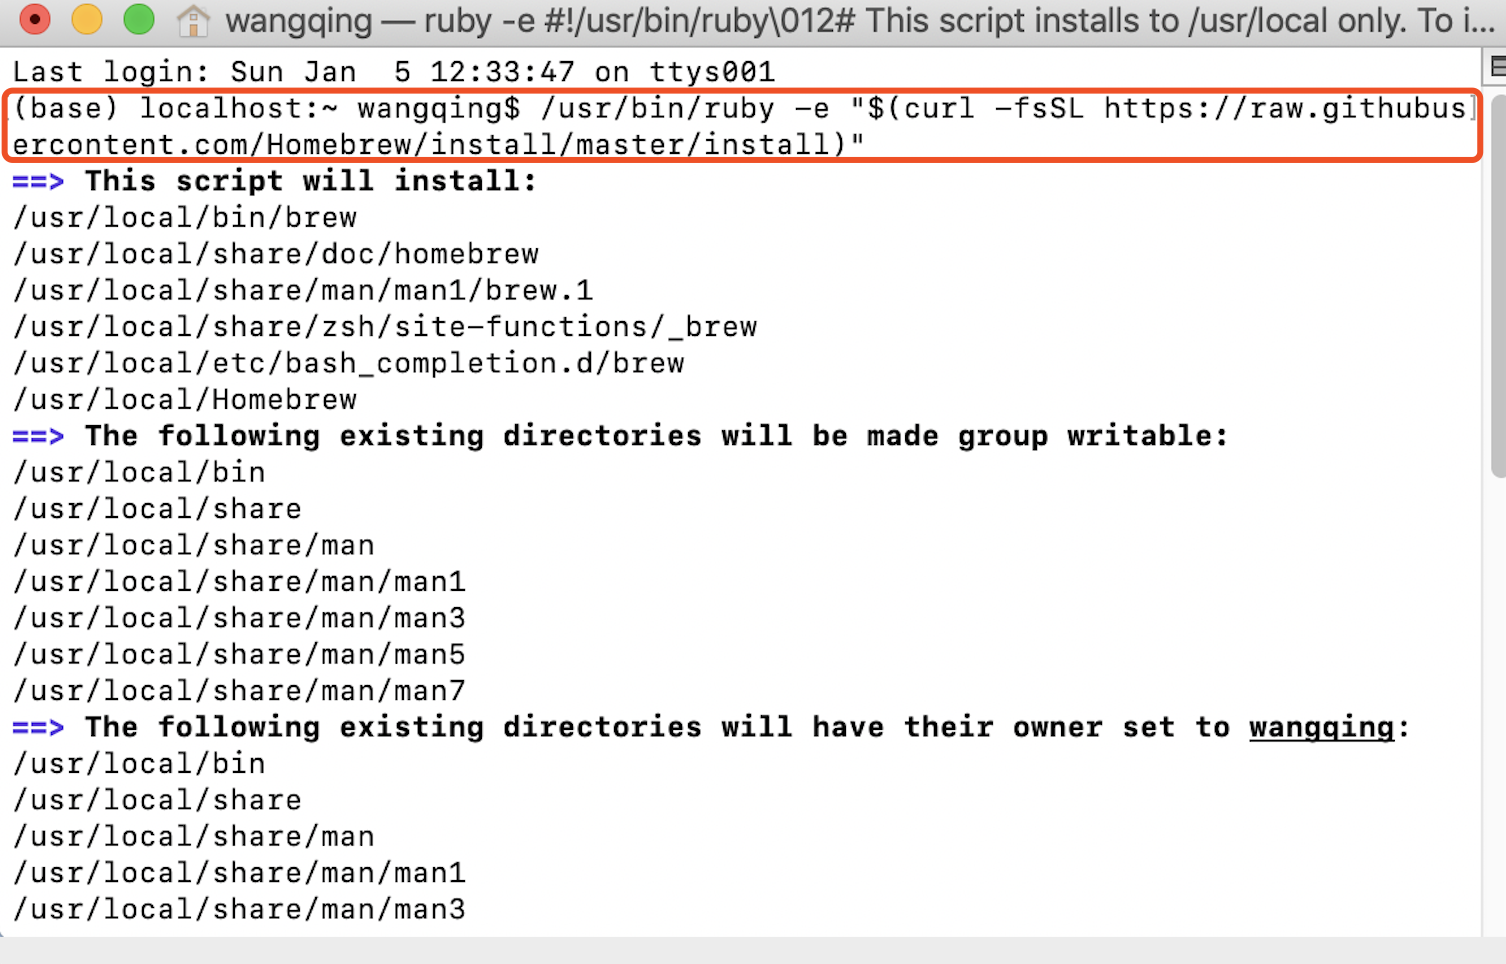 wangqing — ruby -e #!/usr/bin/ruby\012# This script installs to /usr/local only. To i...
Last login: Sun Jan  5 12:33:47 on ttys001
(base) localhost:~ wangqing$ /usr/bin/ruby -e "$(curl -fsSL https://raw.githubus
ercontent.com/Homebrew/install/master/install)"
==> This script will install:
/usr/local/bin/brew
/usr/local/share/doc/homebrew
/usr/local/share/man/man1/brew.1
/usr/local/share/zsh/site-functions/_brew
/usr/local/etc/bash_completion.d/brew
/usr/local/Homebrew
==> The following existing directories will be made group writable:
/usr/local/bin
/usr/local/share
/usr/local/share/man
/usr/local/share/man/man1
/usr/local/share/man/man3
/usr/local/share/man/man5
/usr/local/share/man/man7
==> The following existing directories will have their owner set to wangqing:
/usr/local/bin
/usr/local/share
/usr/local/share/man
/usr/local/share/man/man1
/usr/local/share/man/man3